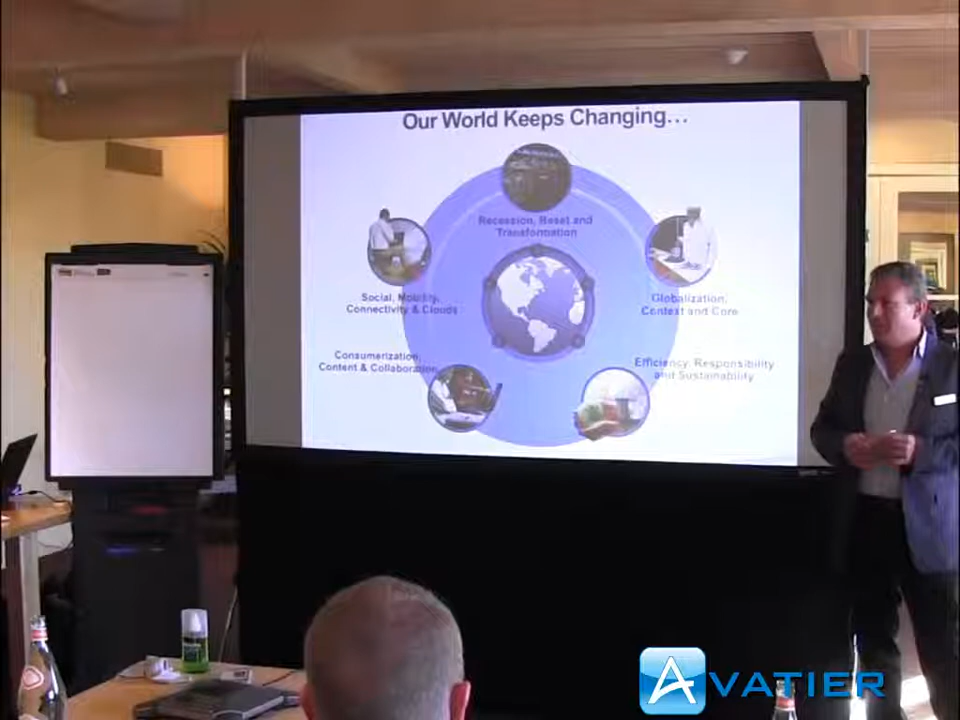 Our World Keeps Changing...
Recession, Reset and
Transformation
Social, Mobility,
Connectivity & Clouds
Globalization,
Context and Core
Consumerization,
Content & Collaboration
Efficiency, Responsibility
and Sustainability
AVATIER